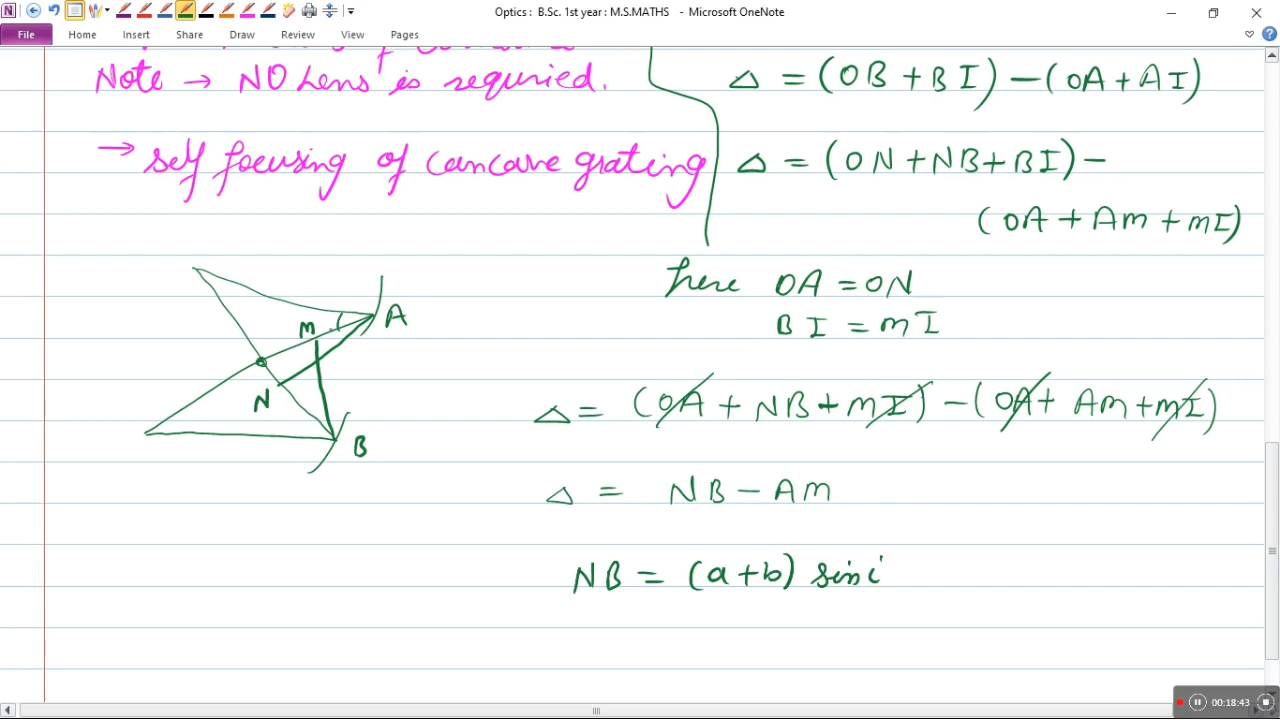 Optics : B.Sc. 1st year : M.S.MATHS - Microsoft OneNote
File Home Insert Share Draw Review View Pages
Note → NO Lens is requried.
→ self focusing of concave grating
Δ = (OB + BI) - (OA + AI)
Δ = (ON + NB + BI) -
(OA + Am + mI)
here OA = ON
BI = mI
Δ = (OA + NB + mI) - (OA + Am + mI)
Δ = NB - Am
NB = (a+b) sin i
M
A
N
B
00:18:43